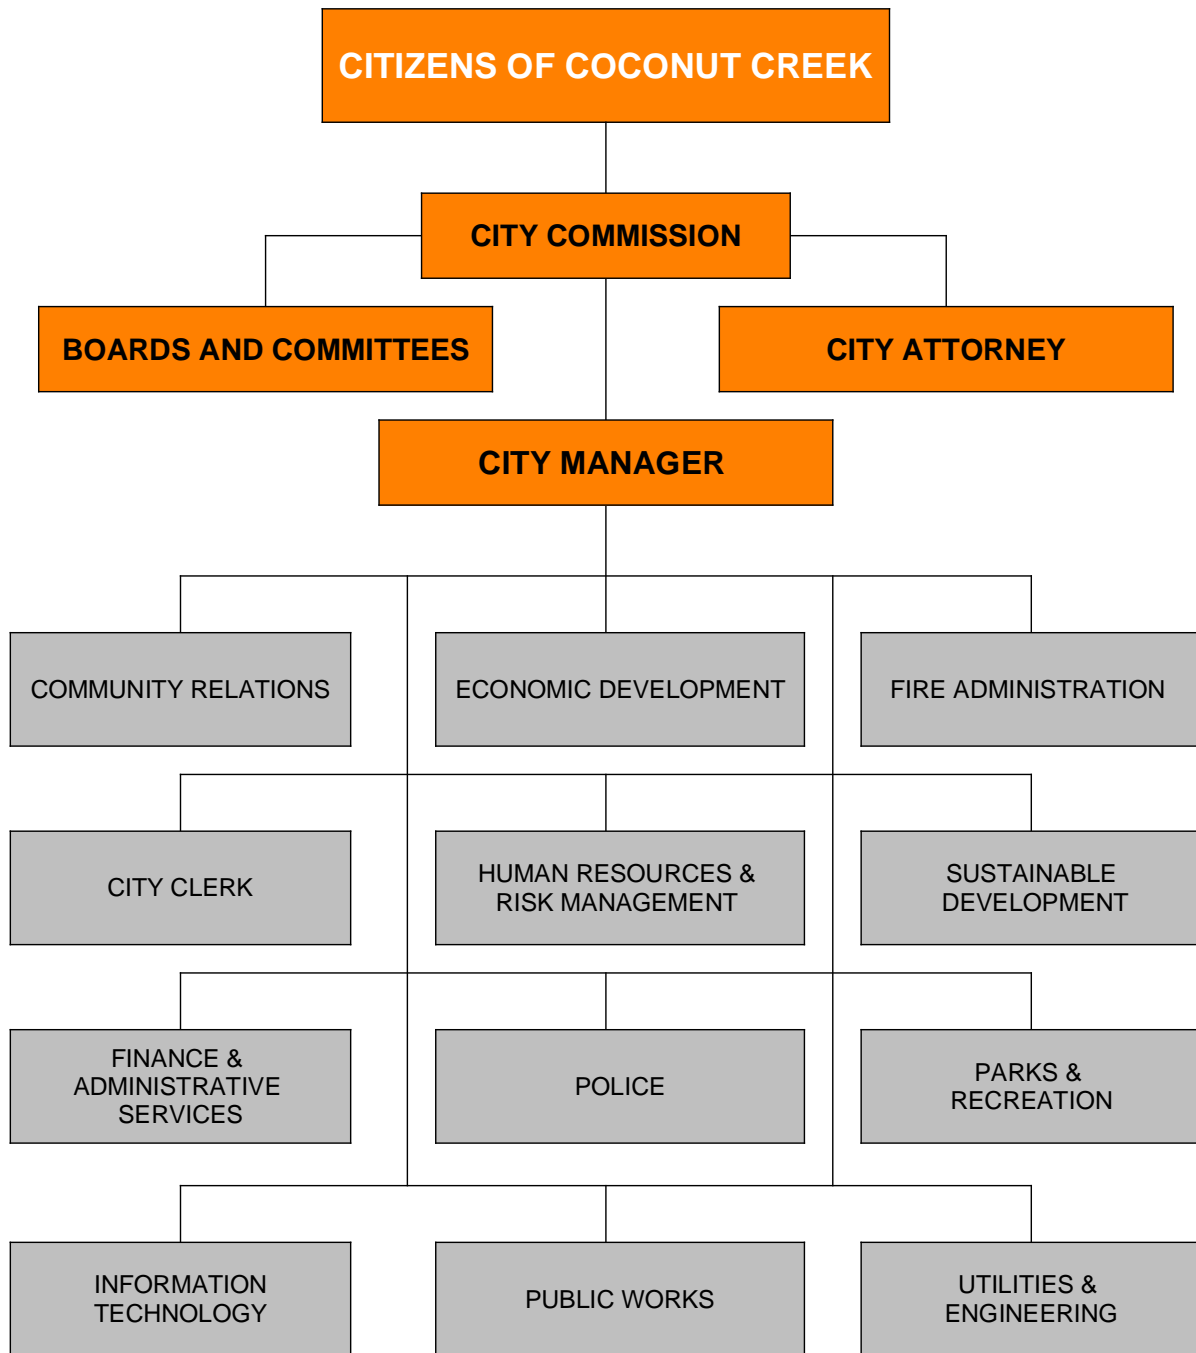 CITIZENS OF COCONUT CREEK
CITY COMMISSION
BOARDS AND COMMITTEES
CITY ATTORNEY
CITY MANAGER
COMMUNITY RELATIONS
ECONOMIC DEVELOPMENT
FIRE ADMINISTRATION
CITY CLERK
HUMAN RESOURCES &
RISK MANAGEMENT
SUSTAINABLE
DEVELOPMENT
FINANCE &
ADMINISTRATIVE
SERVICES
POLICE
PARKS &
RECREATION
INFORMATION
TECHNOLOGY
PUBLIC WORKS
UTILITIES &
ENGINEERING